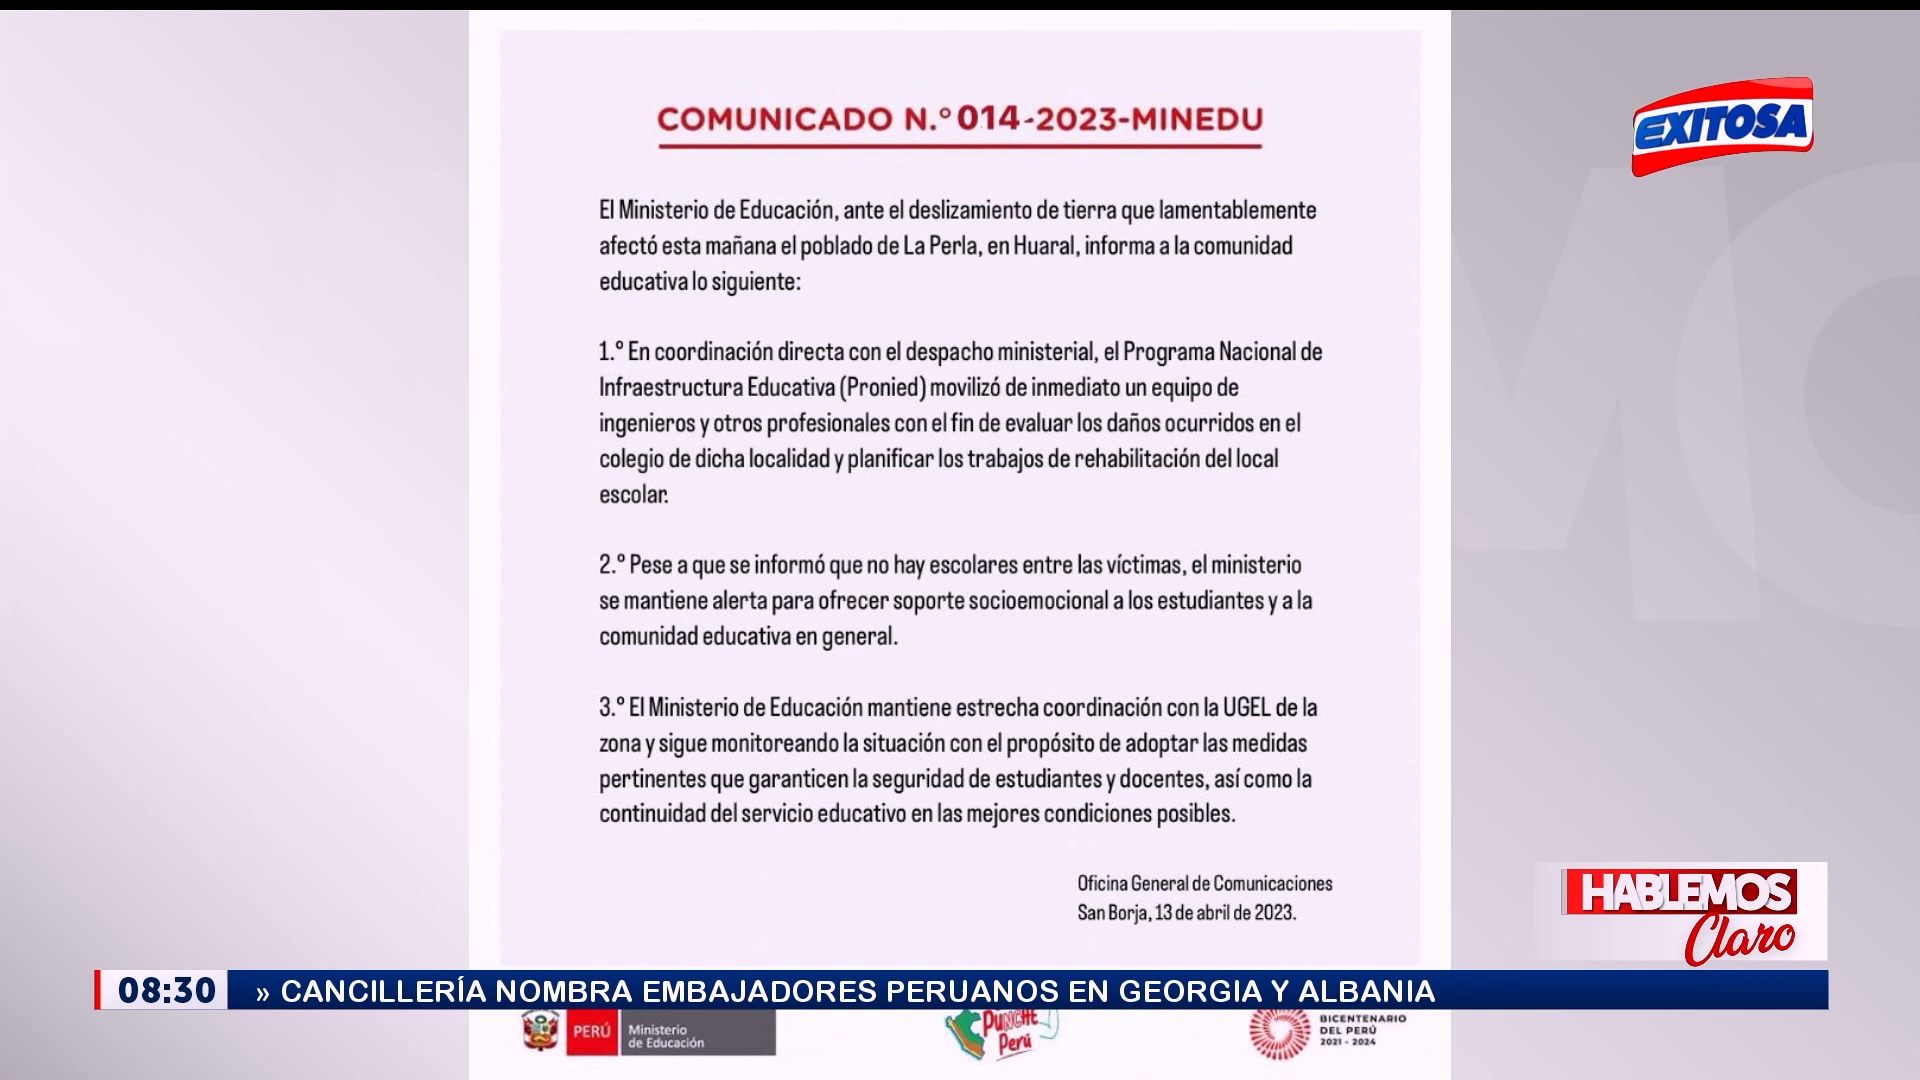 COMUNICADO N.° 014-2023-MINEDU
EXITOSA
El Ministerio de Educación, ante el deslizamiento de tierra que lamentablemente
afectó esta mañana el poblado de La Perla, en Huaral, informa a la comunidad
educativa lo siguiente:
1.° En coordinación directa con el despacho ministerial, el Programa Nacional de
Infraestructura Educativa (Pronied) movilizó de inmediato un equipo de
ingenieros y otros profesionales con el fin de evaluar los daños ocurridos en el
colegio de dicha localidad y planificar los trabajos de rehabilitación del local
escolar.
2.° Pese a que se informó que no hay escolares entre las víctimas, el ministerio
se mantiene alerta para ofrecer soporte socioemocional a los estudiantes y a la
comunidad educativa en general.
3.° El Ministerio de Educación mantiene estrecha coordinación con la UGEL de la
zona y sigue monitoreando la situación con el propósito de adoptar las medidas
pertinentes que garanticen la seguridad de estudiantes y docentes, así como la
continuidad del servicio educativo en las mejores condiciones posibles.
Oficina General de Comunicaciones
San Borja, 13 de abril de 2023.
HABLEMOS
Claro
08:30 » CANCILLERÍA NOMBRA EMBAJADORES PERUANOS EN GEORGIA Y ALBANIA
PERÚ
Ministerio
de Educación
PUNCHE
Perú
BICENTENARIO
DEL PERÚ
2021 - 2024